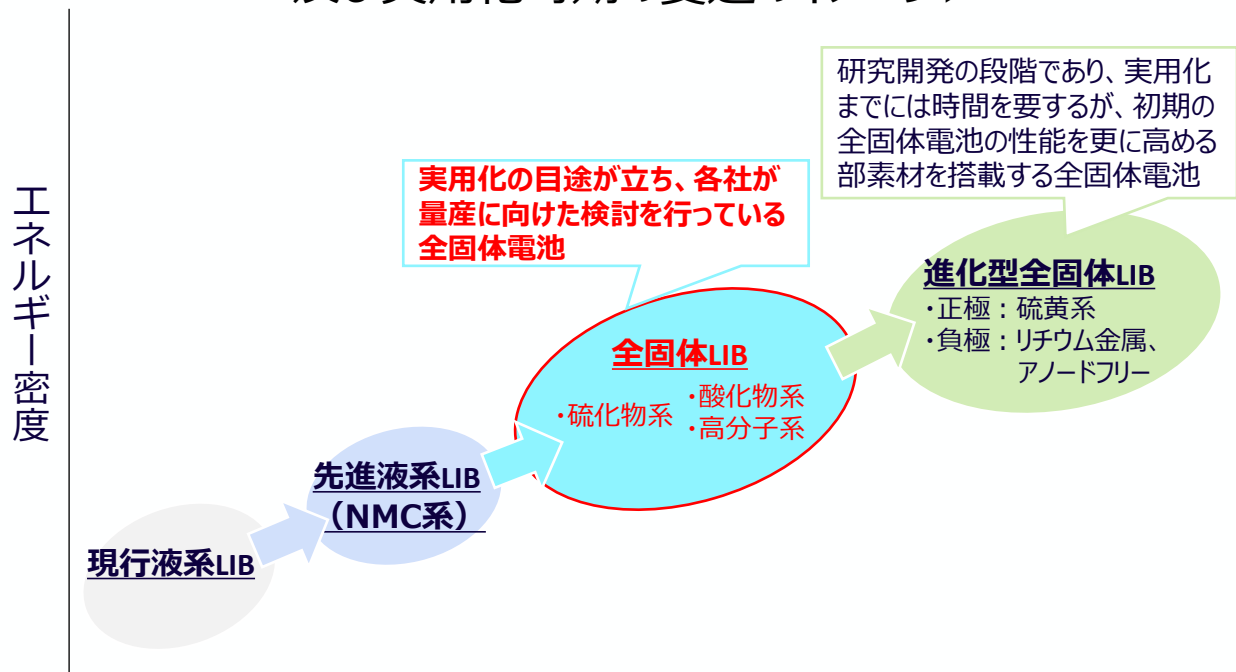 研究開発の段階であり、実用化
までには時間を要するが、初期の
全固体電池の性能を更に高める
部素材を搭載する全固体電池
実用化の目途が立ち、各社が
量産に向けた検討を行っている
全固体電池
エネルギー密度
進化型全固体LIB
・正極：硫黄系
・負極：リチウム金属、
アノードフリー
全固体LIB
・硫化物系
・酸化物系
・高分子系
先進液系LIB
（NMC系）
現行液系LIB